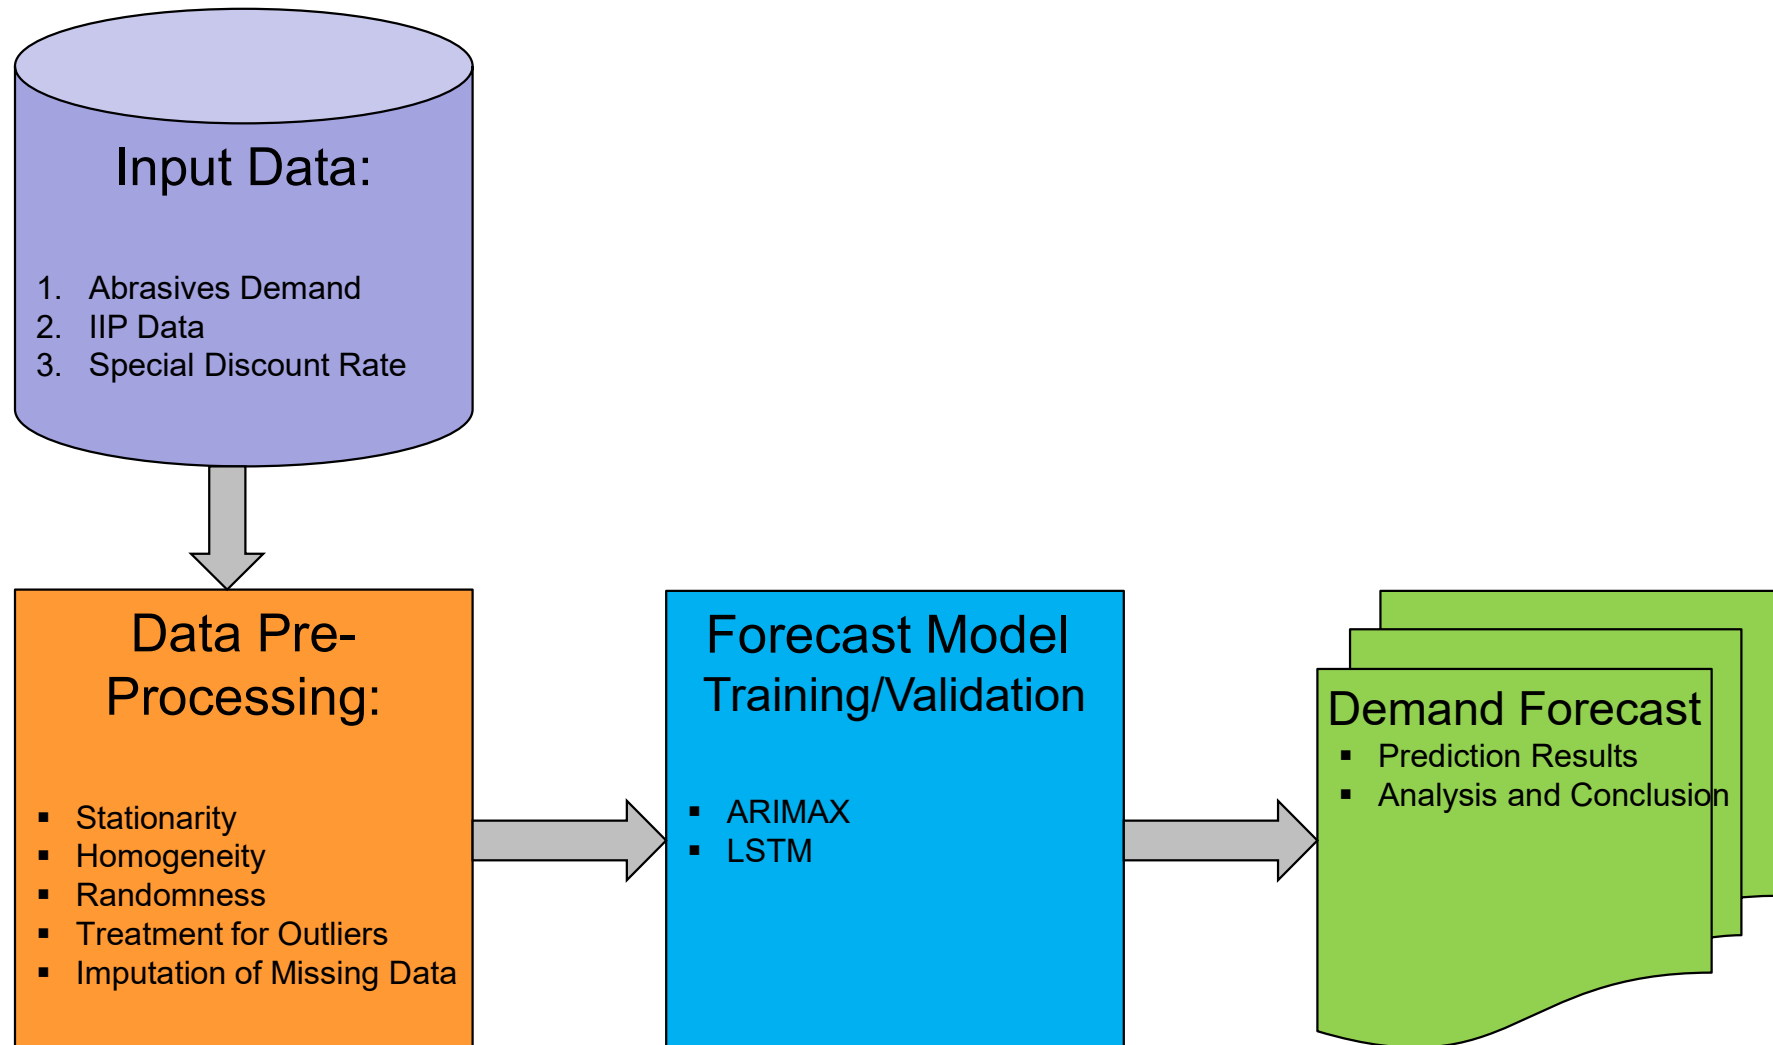 Input Data:
1. Abrasives Demand
2. IIP Data
3. Special Discount Rate
Data Pre-
Processing:
▪ Stationarity
▪ Homogeneity
▪ Randomness
▪ Treatment for Outliers
▪ Imputation of Missing Data
Forecast Model
Training/Validation
▪ ARIMAX
▪ LSTM
Demand Forecast
▪ Prediction Results
▪ Analysis and Conclusion